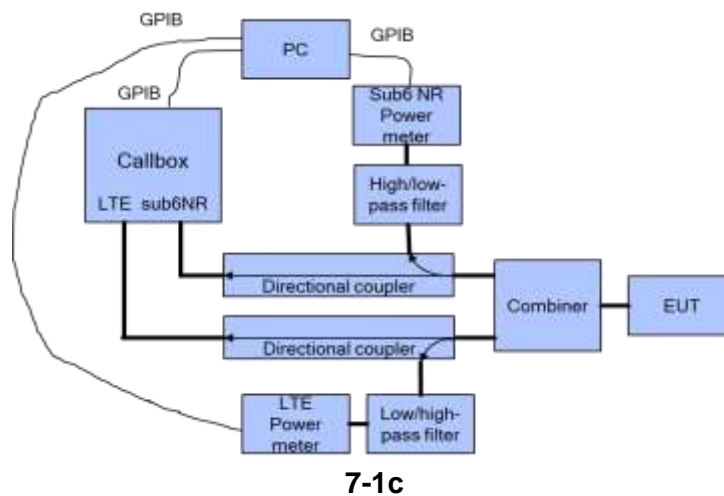 GPIB
PC
GPIB
GPIB
Sub6 NR
Power
meter
Callbox
LTE sub6NR
High/low-
pass filter
Directional coupler
Combiner
EUT
Directional coupler
LTE
Power
meter
Low/high-
pass filter
7-1c